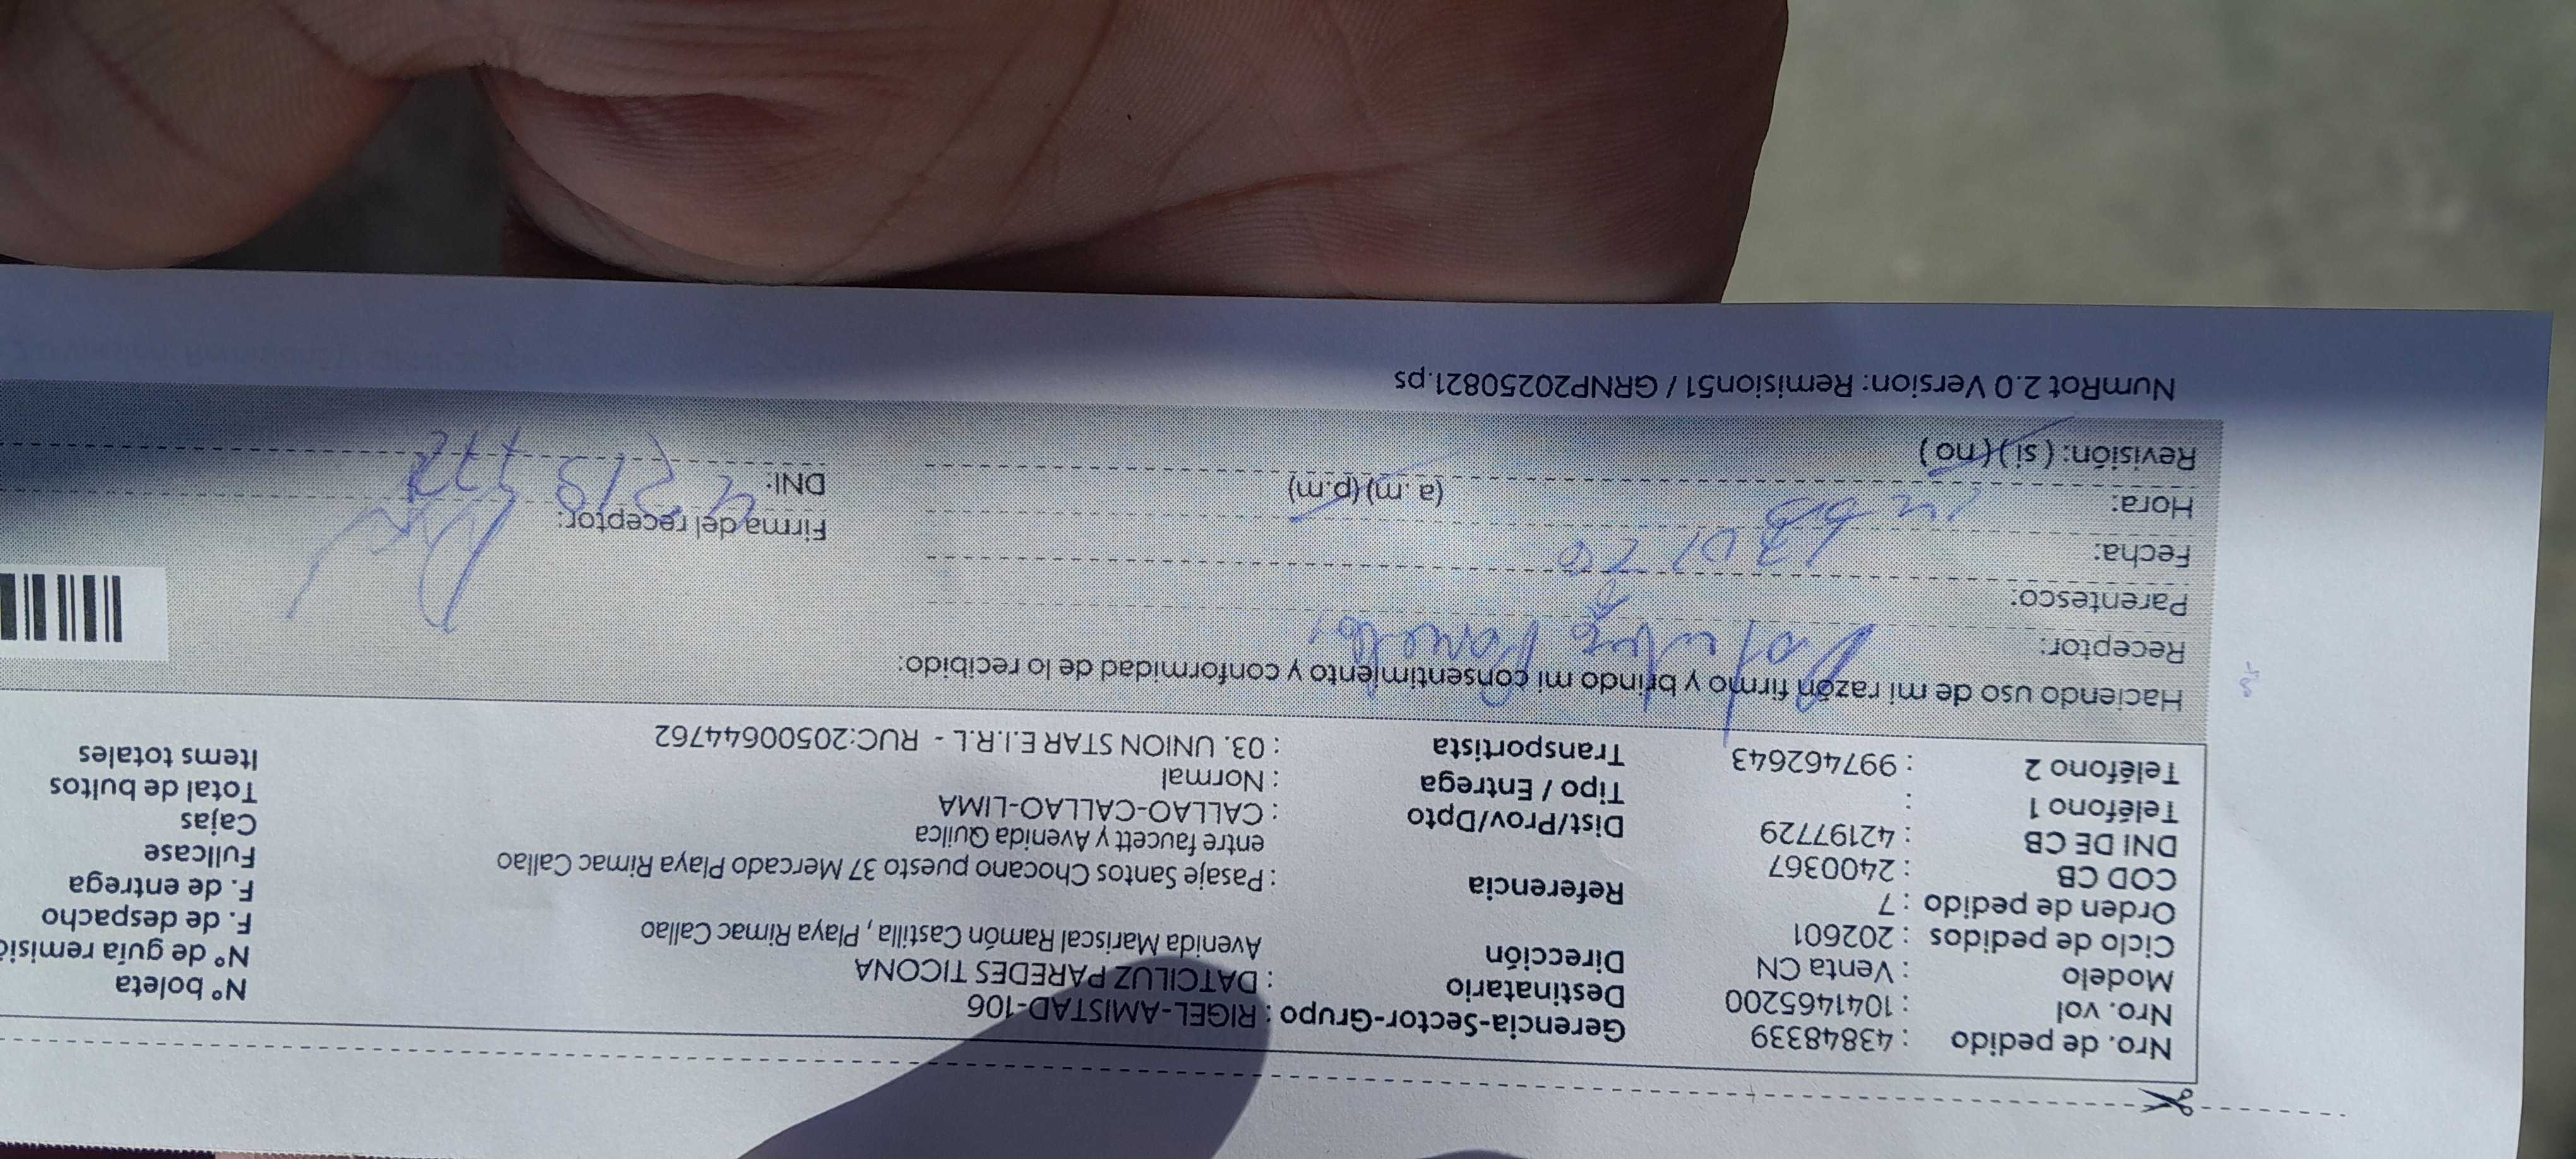 Nro. de pedido : 43848339 Gerencia-Sector-Grupo : RIGEL-AMISTAD-106
Nro. vol : 1041465200 Destinatario : DATCILUZ PAREDES TICONA Nº boleta
Modelo : Venta CN Dirección Avenida Mariscal Ramón Castilla, Playa Rimac Callao Nº de guía remisi
Ciclo de pedidos : 202601 F. de despacho
Orden de pedido : 7 Referencia : Pasaje Santos Chocano puesto 37 Mercado Playa Rimac Callao F. de entrega
COD CB : 2400367 entre faucett y Avenida Quilca Fullcase
DNI DE CB : 42197729 Dist/Prov/Dpto : CALLAO-CALLAO-LIMA Cajas
Teléfono 1 : Tipo / Entrega : Normal Total de bultos
Teléfono 2 : 997462643 Transportista : 03. UNION STAR E.I.R.L - RUC:20500644762 Items totales
Haciendo uso de mi razón firmo y brindo mi consentimiento y conformidad de lo recibido:
Receptor:
Parentesco:
Fecha: Firma del receptor:
Hora: (a.m)(p.m) DNI:
Revisión: (si)(no)
NumRot 2.0 Version: Remision51 / GRNP20250821.ps